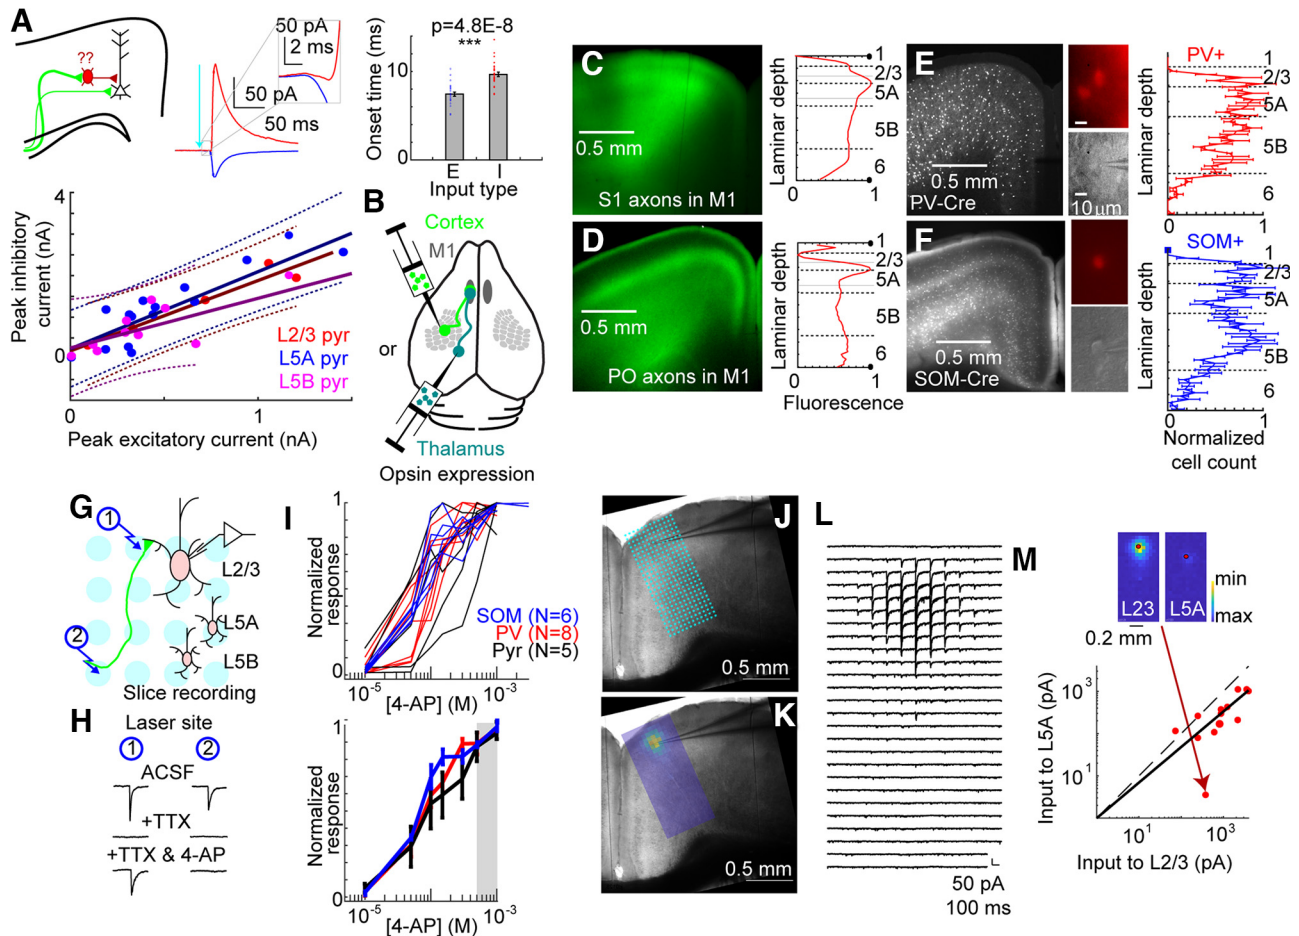 A
??
50 pA
2 ms
50 pA
50 ms
p=4.8E-8
***
Onset time (ms)
20
10
0
E
I
Input type
Peak inhibitory
current (nA)
4
0
0
1
L2/3 pyr
L5A pyr
L5B pyr
Peak excitatory current (nA)
B
Cortex
M1
or
Thalamus
Opsin expression
C
0.5 mm
S1 axons in M1
Laminar depth
1
2/3
5A
5B
6
0
1
D
0.5 mm
PO axons in M1
Laminar depth
1
2/3
5A
5B
6
0
1
Fluorescence
E
0.5 mm
PV-Cre
10 μm
PV+
Laminar depth
1
2/3
5A
5B
6
0
1
F
0.5 mm
SOM-Cre
SOM+
Laminar depth
1
2/3
5A
5B
6
0
1
Normalized
cell count
G
1
2
L2/3
L5A
L5B
Slice recording
H
Laser site
1
2
ACSF
+TTX
+TTX & 4-AP
I
Normalized
response
1
0
SOM (N=6)
PV (N=8)
Pyr (N=5)
10-5
10-3
[4-AP] (M)
Normalized
response
1
0
10-5
10-3
[4-AP] (M)
J
0.5 mm
K
0.5 mm
L
50 pA
100 ms
M
L23
L5A
min
max
0.2 mm
Input to L5A
(pA)
103
101
101
103
Input to L2/3 (pA)